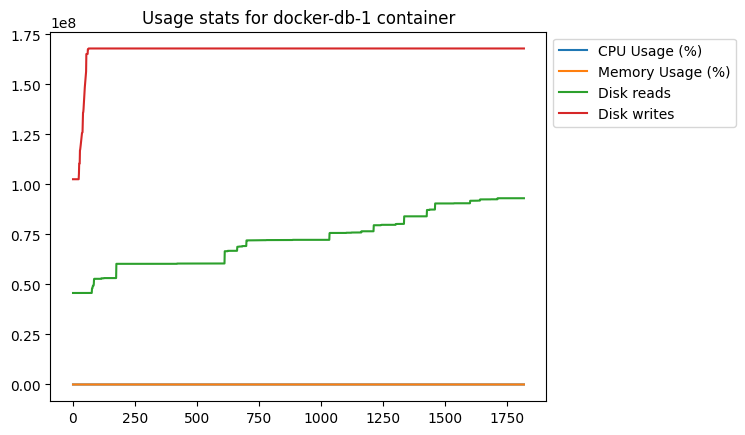 Usage stats for docker-db-1 container
1e8
1.75
1.50
1.25
1.00
0.75
0.50
0.25
0.00
0 250 500 750 1000 1250 1500 1750
CPU Usage (%)
Memory Usage (%)
Disk reads
Disk writes